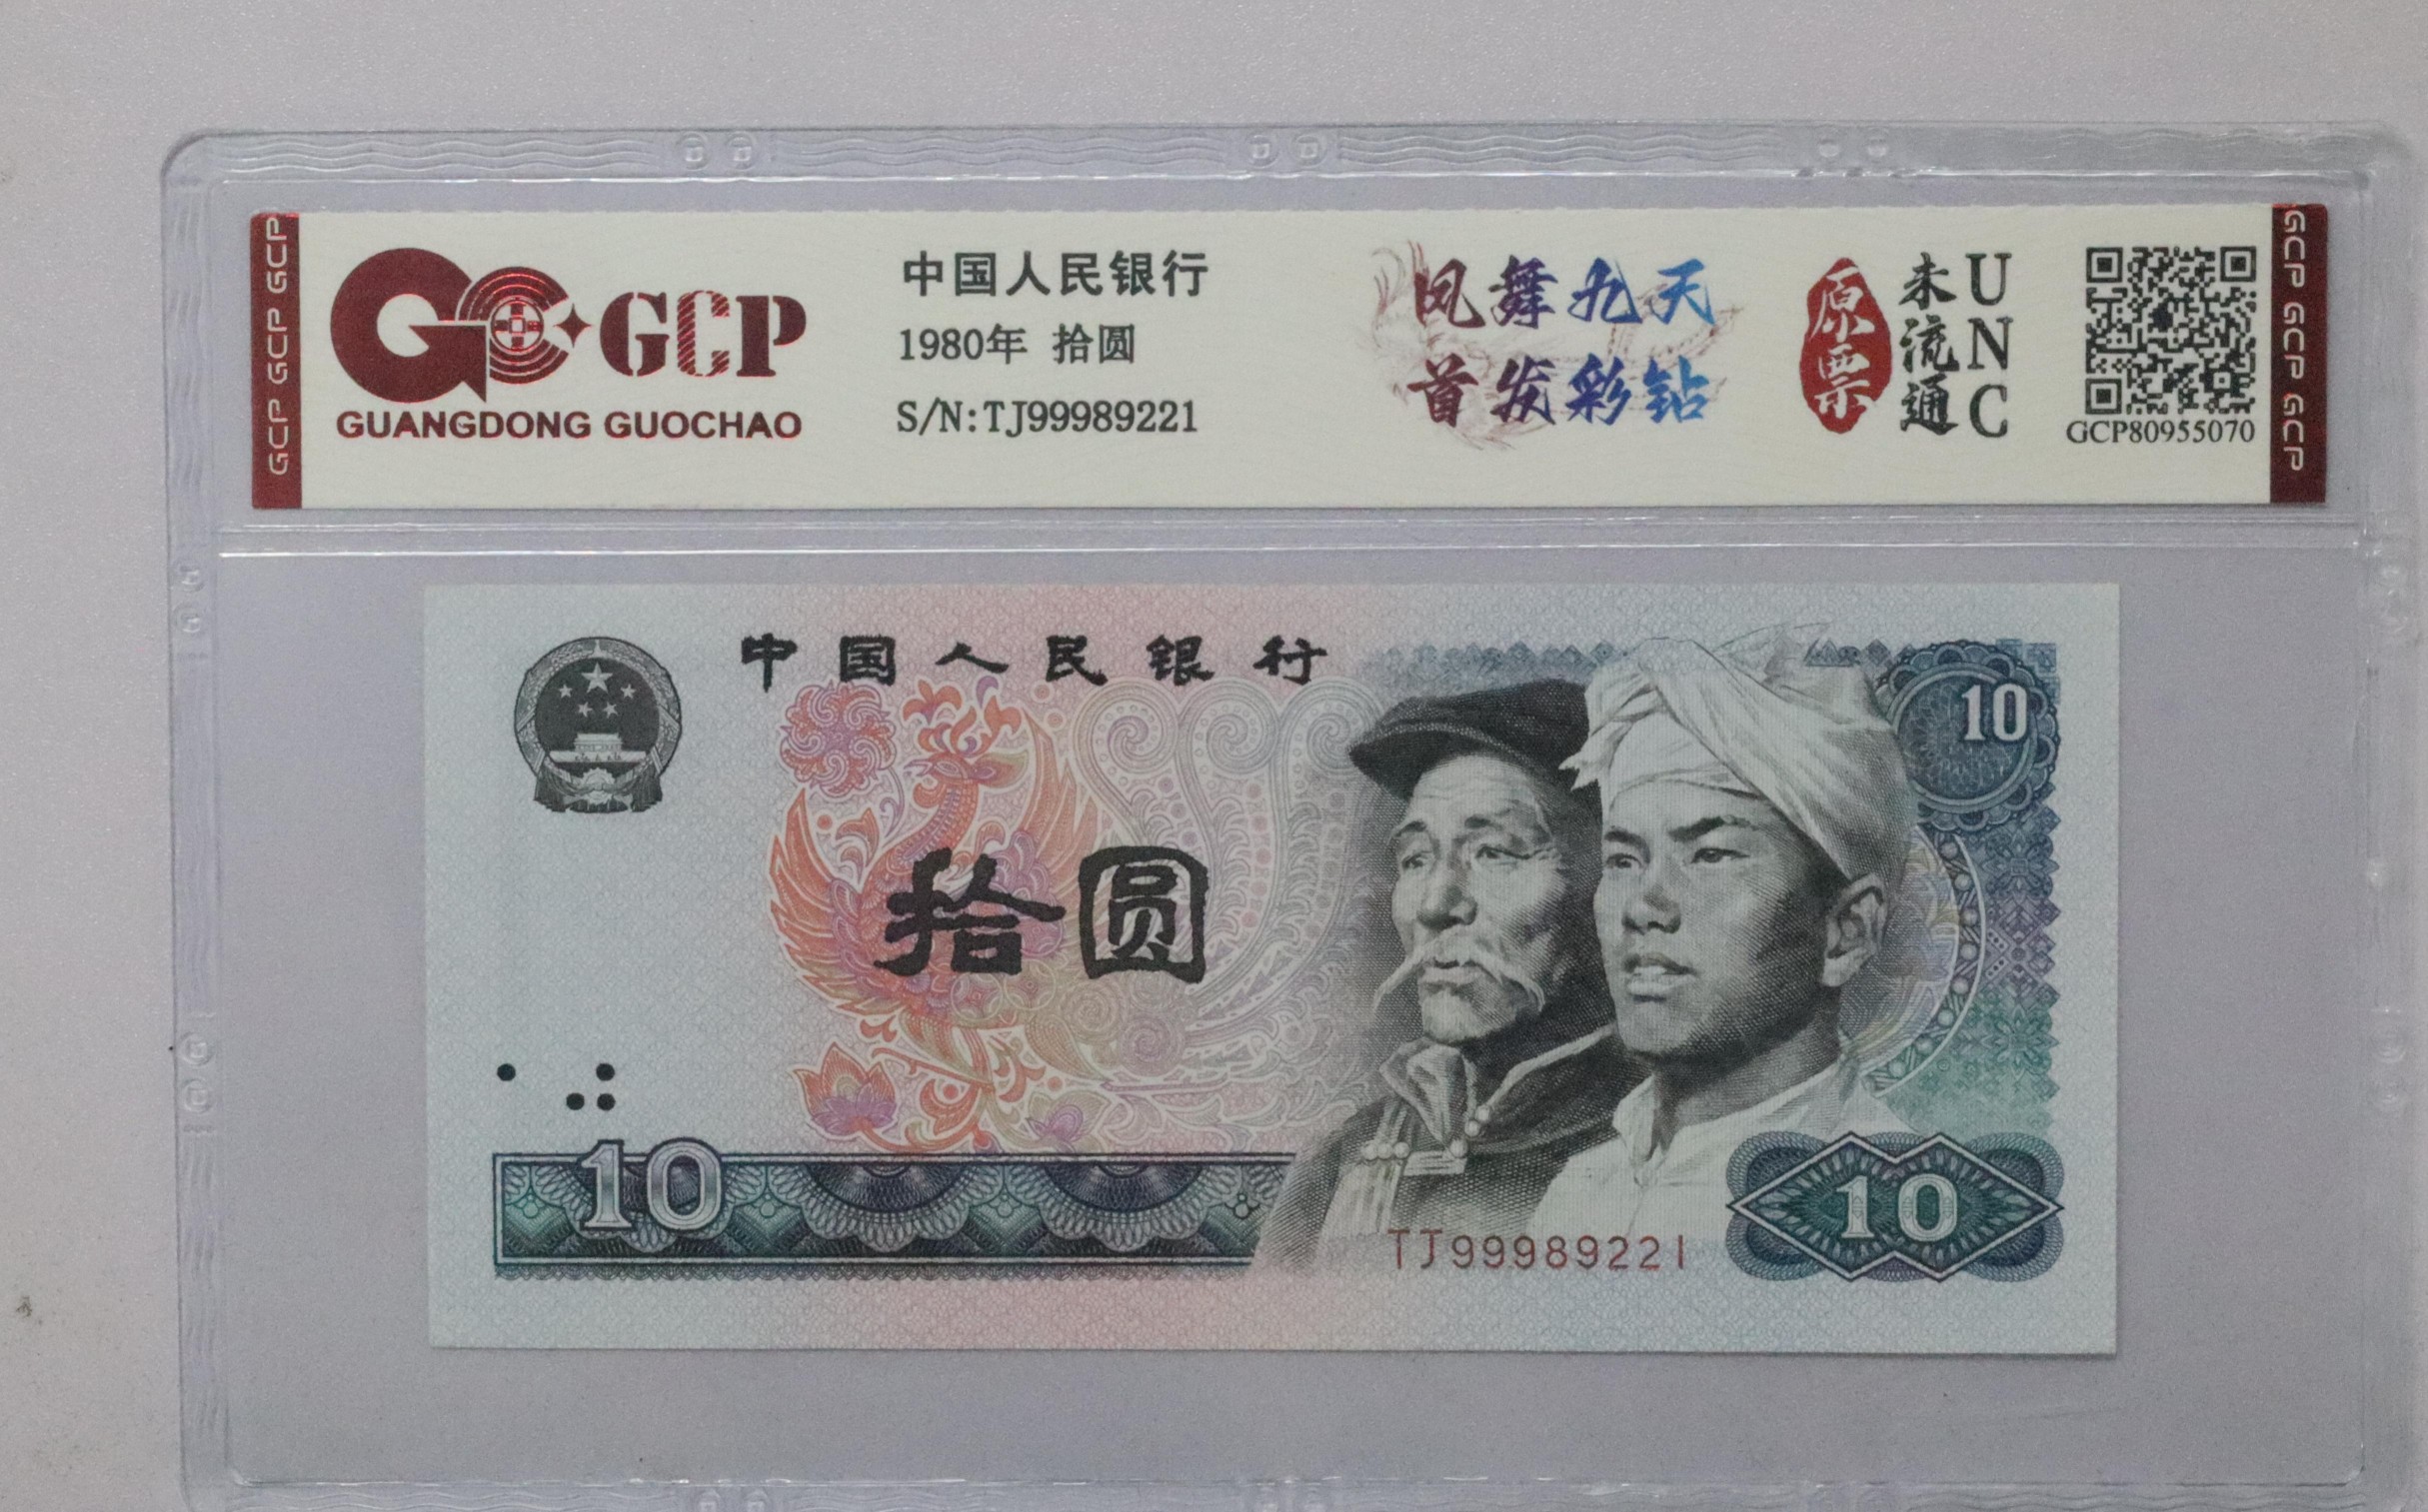 GCP GCP GCP
GCP
GUANGDONG GUOCHAO
中国人民银行
1980年 拾圆
S/N:TJ99989221
凤舞九天
首发彩钻
原票
未流通
UNC
GCP80955070
GCP GCP GCP
中国人民银行
10
拾圆
10
TJ99989221
10